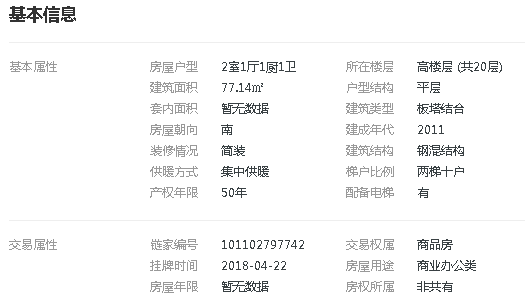 基本信息
基本属性 房屋户型 2室1厅1厨1卫 所在楼层 高楼层 (共20层)
建筑面积 77.14㎡ 户型结构 平层
套内面积 暂无数据 建筑类型 板塔结合
房屋朝向 南 建成年代 2011
装修情况 简装 建筑结构 钢混结构
供暖方式 集中供暖 梯户比例 两梯十户
产权年限 50年 配备电梯 有
交易属性 链家编号 101102797742 交易权属 商品房
挂牌时间 2018-04-22 房屋用途 商业办公类
房屋年限 暂无数据 房权所属 非共有